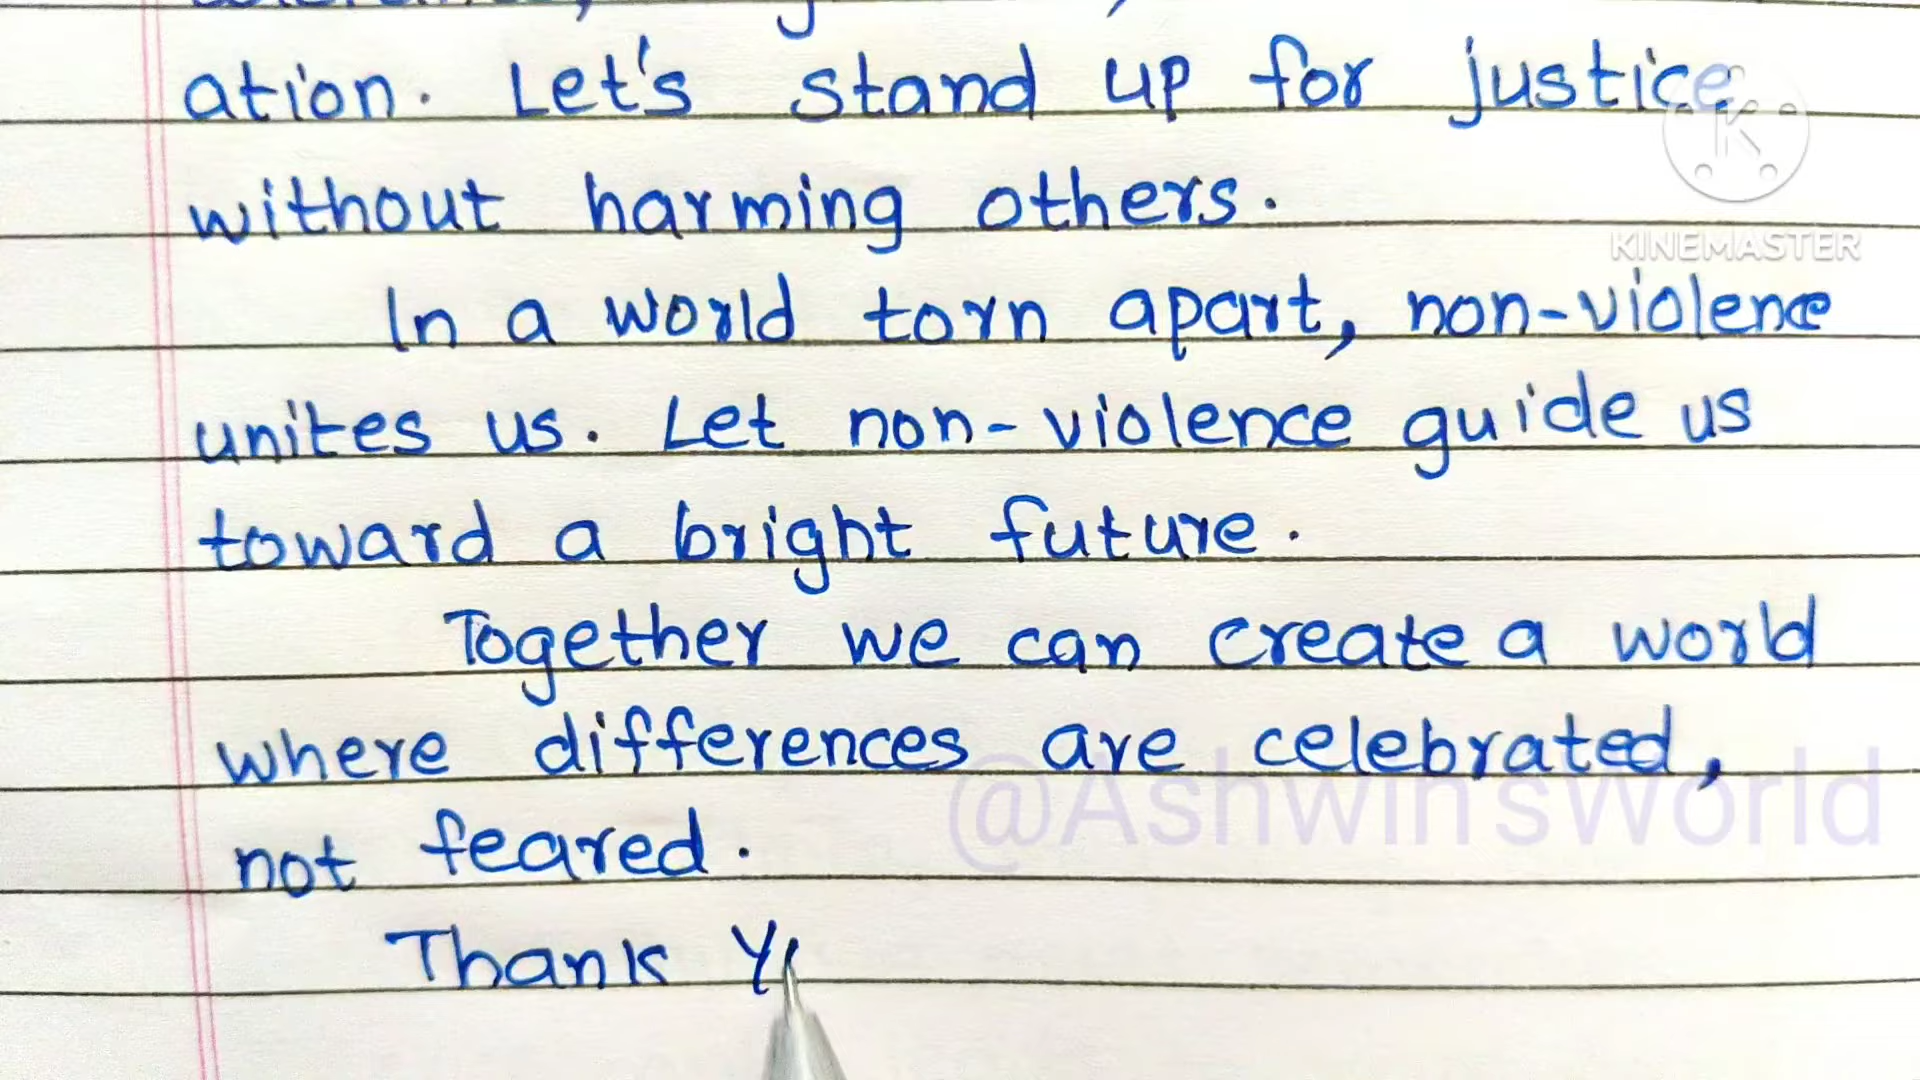 ation. Let's stand up for justice
without harming others.
In a world torn apart, non-violence
unites us. Let non-violence guide us
toward a bright future.
Together we can create a world
where differences are celebrated,
not feared.
Thank Y
KINEMASTER
@Ashwin'sWorld